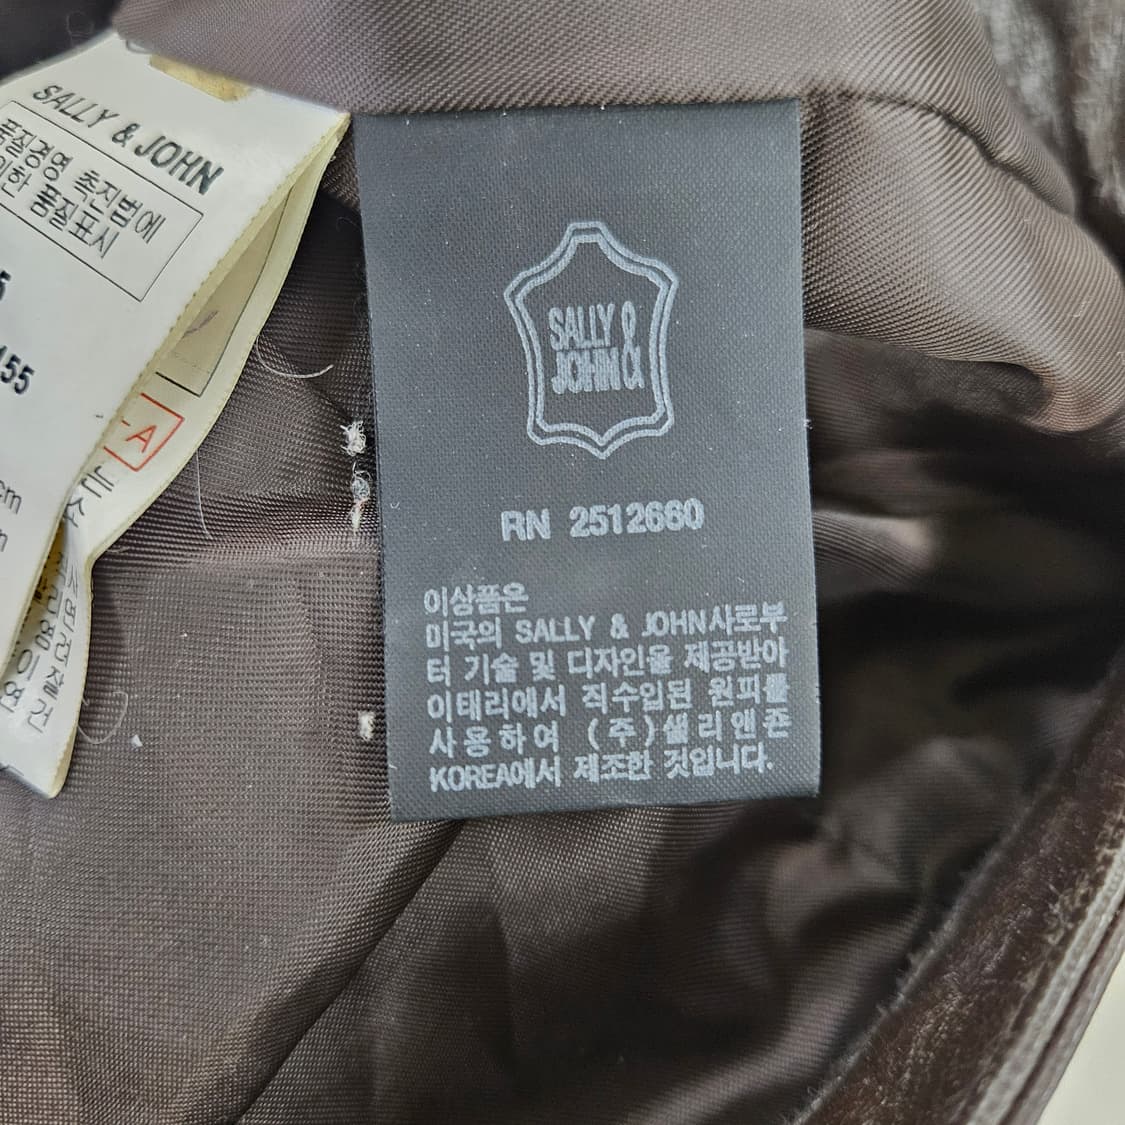 SALLY & JOHN
품질경영 촉진법에
의한 품질표시
155
cm
-A
SALLY &
JOHN &
RN 2512660
이상품은
미국의 SALLY & JOHN사로부
터 기술 및 디자인을 제공받아
이태리에서 직수입된 원피를
사용하여 (주)샐리앤죤
KOREA에서 제조한 것입니다.